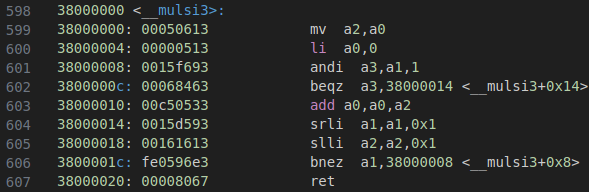 598 38000000 <__mulsi3>:
599 38000000: 00050613 mv a2,a0
600 38000004: 00000513 li a0,0
601 38000008: 0015f693 andi a3,a1,1
602 3800000c: 00068463 beqz a3,38000014 <__mulsi3+0x14>
603 38000010: 00c50533 add a0,a0,a2
604 38000014: 0015d593 srli a1,a1,0x1
605 38000018: 00161613 slli a2,a2,0x1
606 3800001c: fe0596e3 bnez a1,38000008 <__mulsi3+0x8>
607 38000020: 00008067 ret